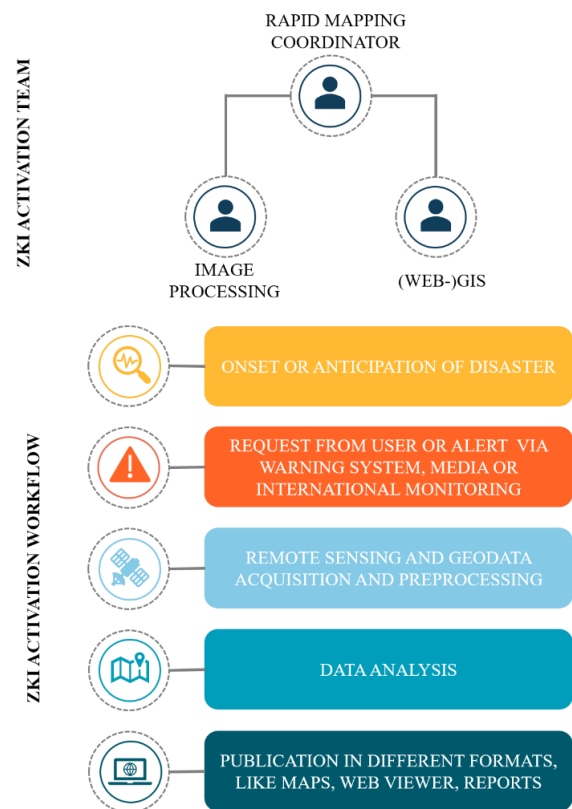 ZKI ACTIVATION TEAM
RAPID MAPPING
COORDINATOR
IMAGE
PROCESSING
(WEB-)GIS
ZKI ACTIVATION WORKFLOW
ONSET OR ANTICIPATION OF DISASTER
REQUEST FROM USER OR ALERT VIA
WARNING SYSTEM, MEDIA OR
INTERNATIONAL MONITORING
REMOTE SENSING AND GEODATA
ACQUISITION AND PREPROCESSING
DATA ANALYSIS
PUBLICATION IN DIFFERENT FORMATS,
LIKE MAPS, WEB VIEWER, REPORTS